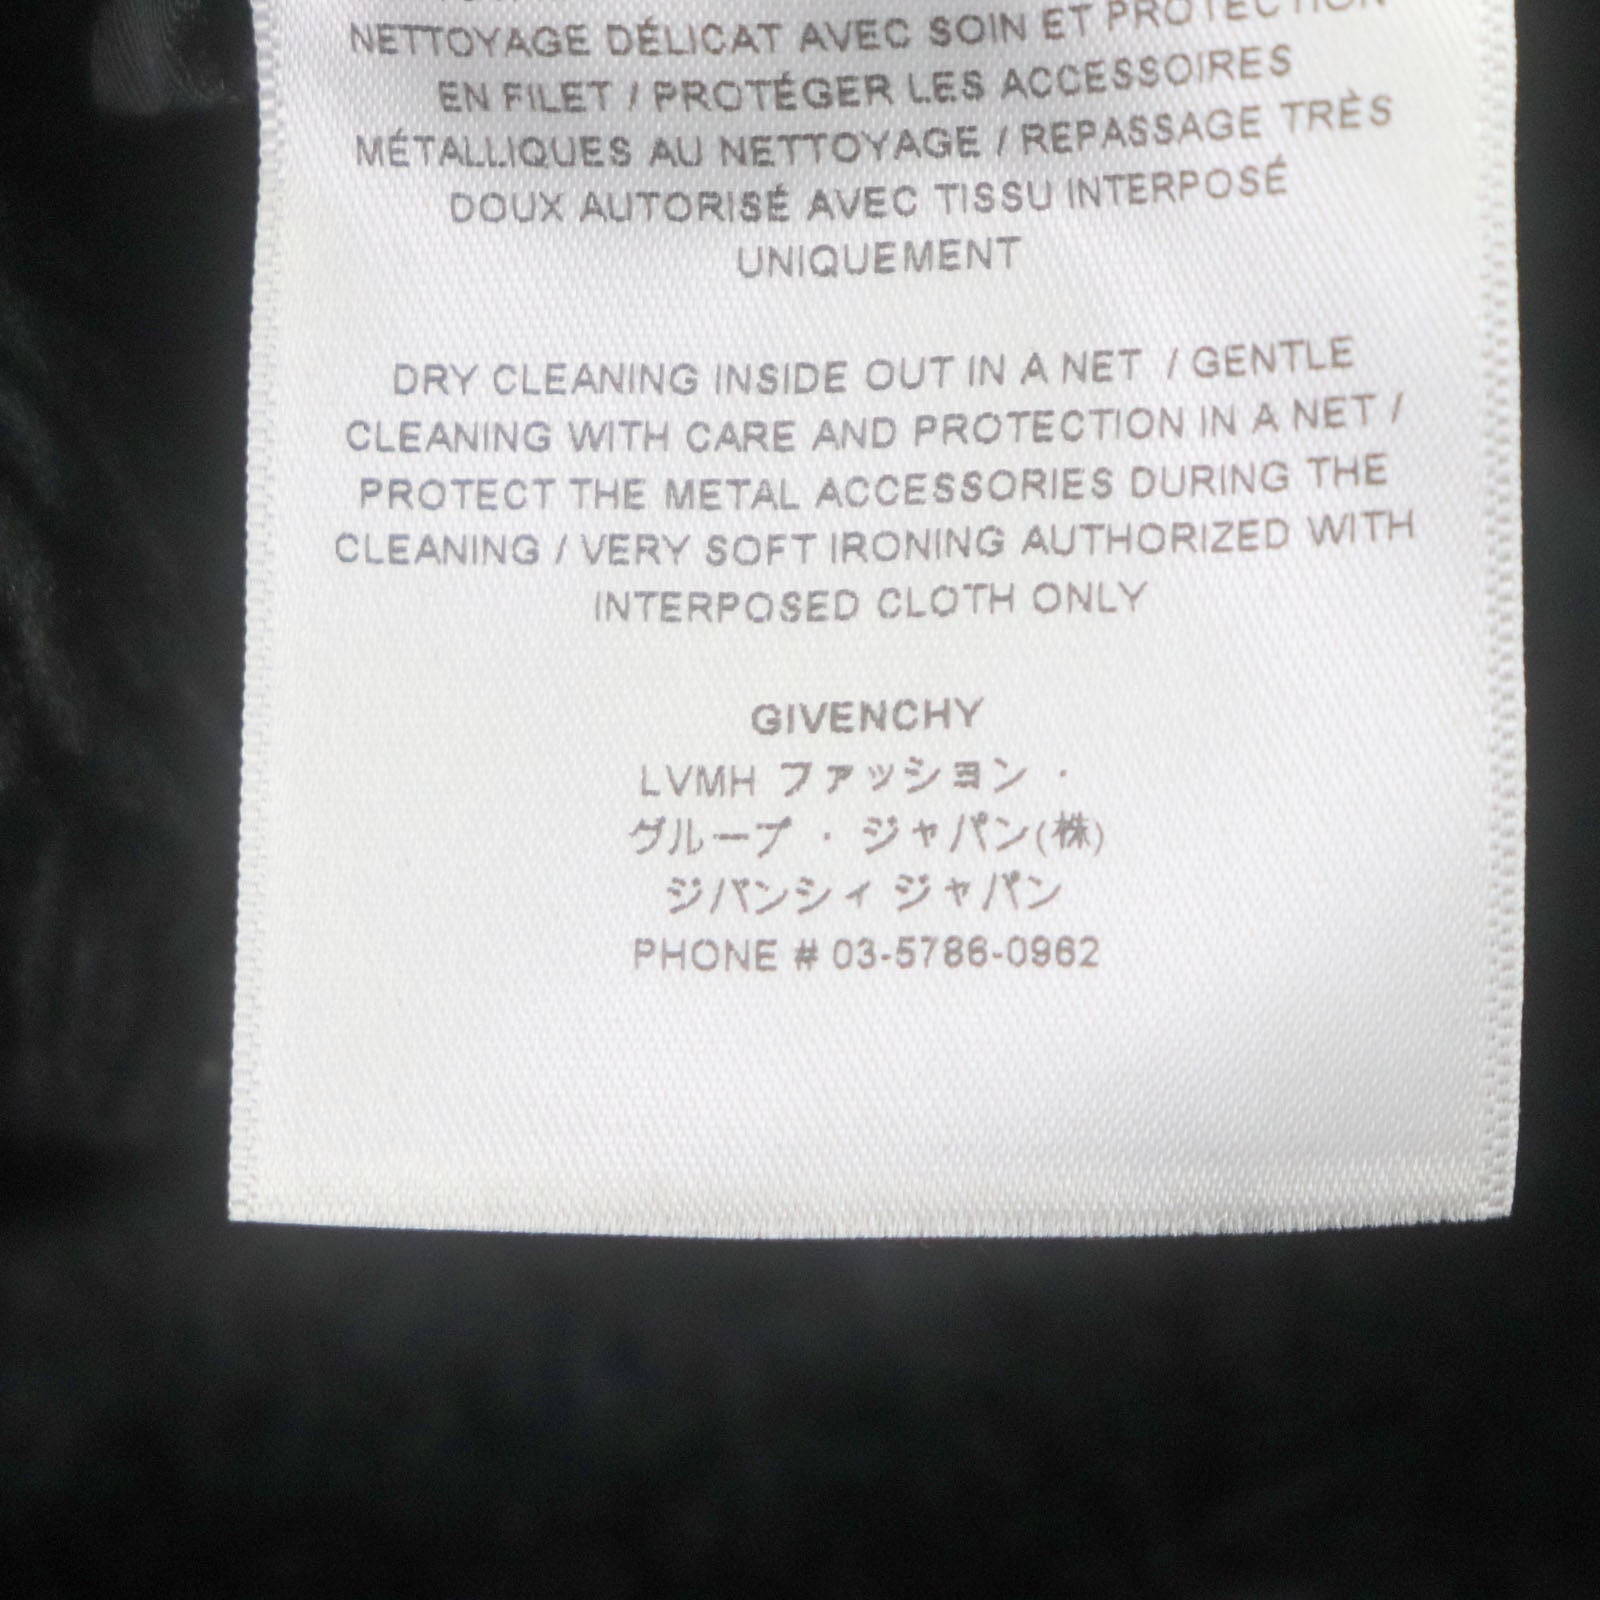 NETTOYAGE DÉLICAT AVEC SOIN ET PROTECTION
EN FILET / PROTÉGER LES ACCESSOIRES
MÉTALLIQUES AU NETTOYAGE / REPASSAGE TRÈS
DOUX AUTORISÉ AVEC TISSU INTERPOSÉ
UNIQUEMENT
DRY CLEANING INSIDE OUT IN A NET / GENTLE
CLEANING WITH CARE AND PROTECTION IN A NET /
PROTECT THE METAL ACCESSORIES DURING THE
CLEANING / VERY SOFT IRONING AUTHORIZED WITH
INTERPOSED CLOTH ONLY
GIVENCHY
LVMH ファッション ・
グループ ・ ジャパン(株)
ジバンシィ ジャパン
PHONE # 03-5786-0962